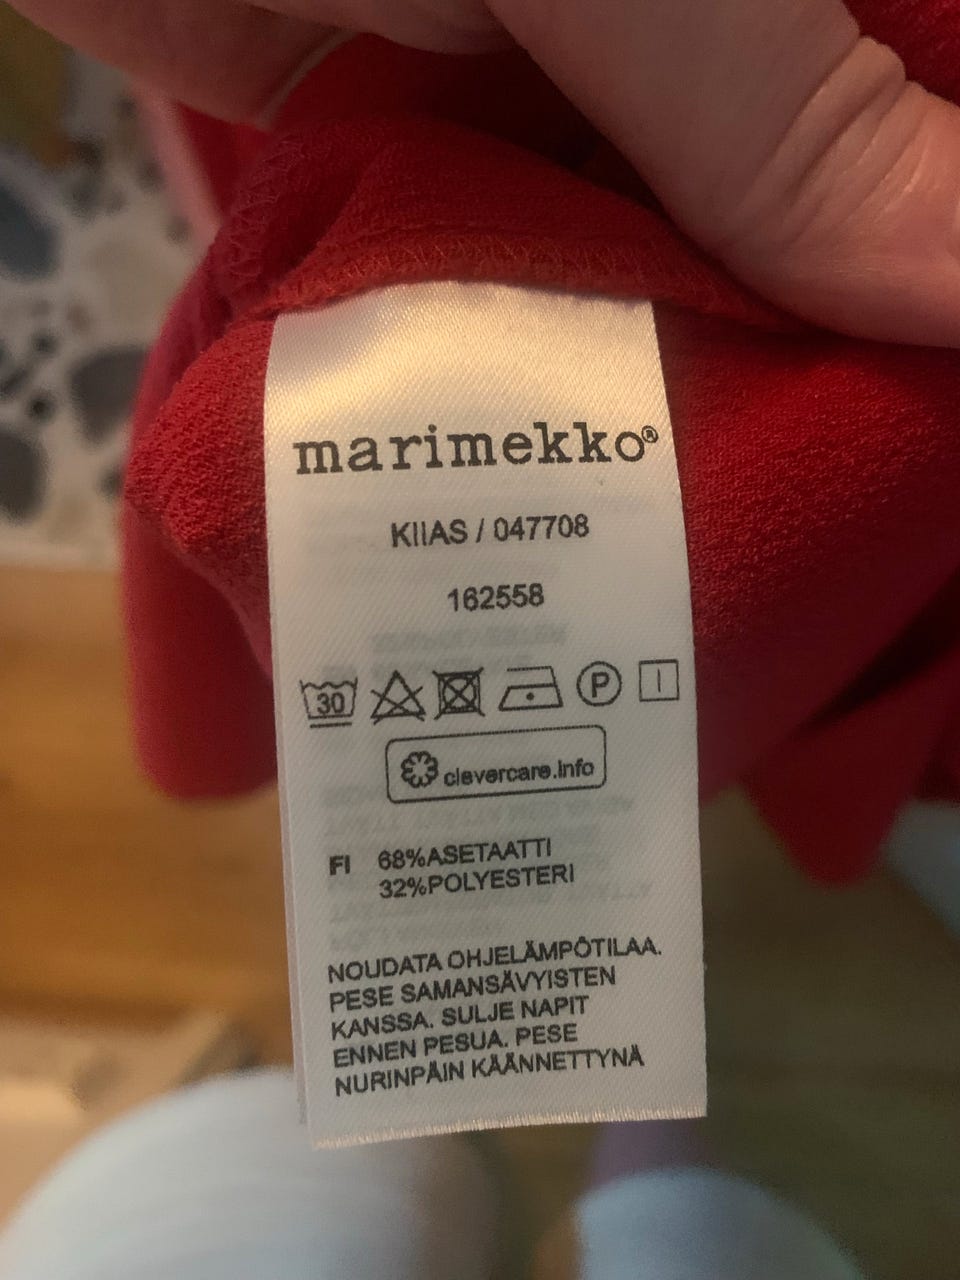 marimekko®
KIIAS / 047708
162558
30 P
clevercare.info
FI 68%ASETAATTI
32%POLYESTERI
NOUDATA OHJELÄMPÖTILAA.
PESE SAMANSÄVYISTEN
KANSSA. SULJE NAPIT
ENNEN PESUA. PESE
NURINPÄIN KÄÄNNETTYNÄ